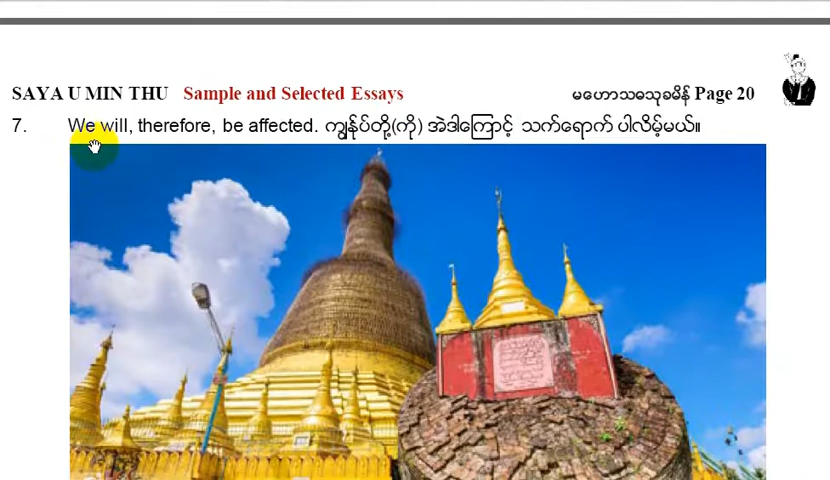 SAYA U MIN THU Sample and Selected Essays မဟောသဓသုခမိန် Page 20
7. We will, therefore, be affected. ကျွန်ုပ်တို့(ကို) အဲဒါကြောင့် သက်ရောက် ပါလိမ့်မယ်။